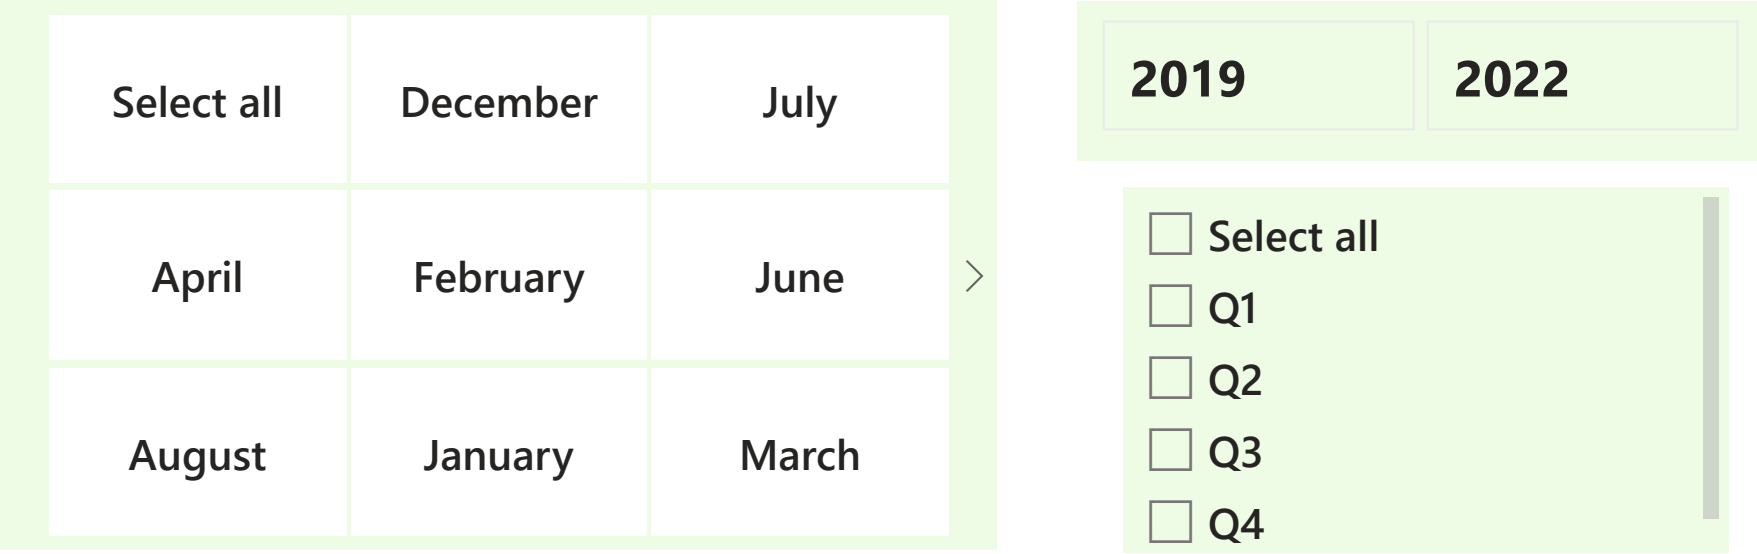 Select all
December
July
April
February
June
August
January
March
2019
2022
Select all
Q1
Q2
Q3
Q4